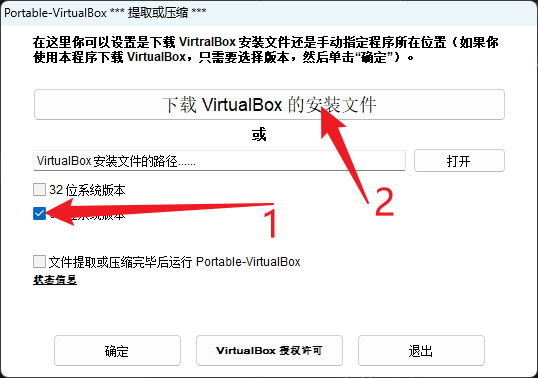 Portable-VirtualBox *** 提取或压缩 ***
在这里你可以设置是下载 VirtralBox 安装文件还是手动指定程序所在位置（如果你
使用本程序下载 VirtualBox，只需要选择版本，然后单击“确定”）。
下载 VirtualBox 的安装文件
或
VirtualBox 安装文件的路径...... 打开
32 位系统版本
系统版本
1
2
文件提取或压缩完毕后运行 Portable-VirtualBox
状态信息
确定 VirtualBox 授权许可 退出